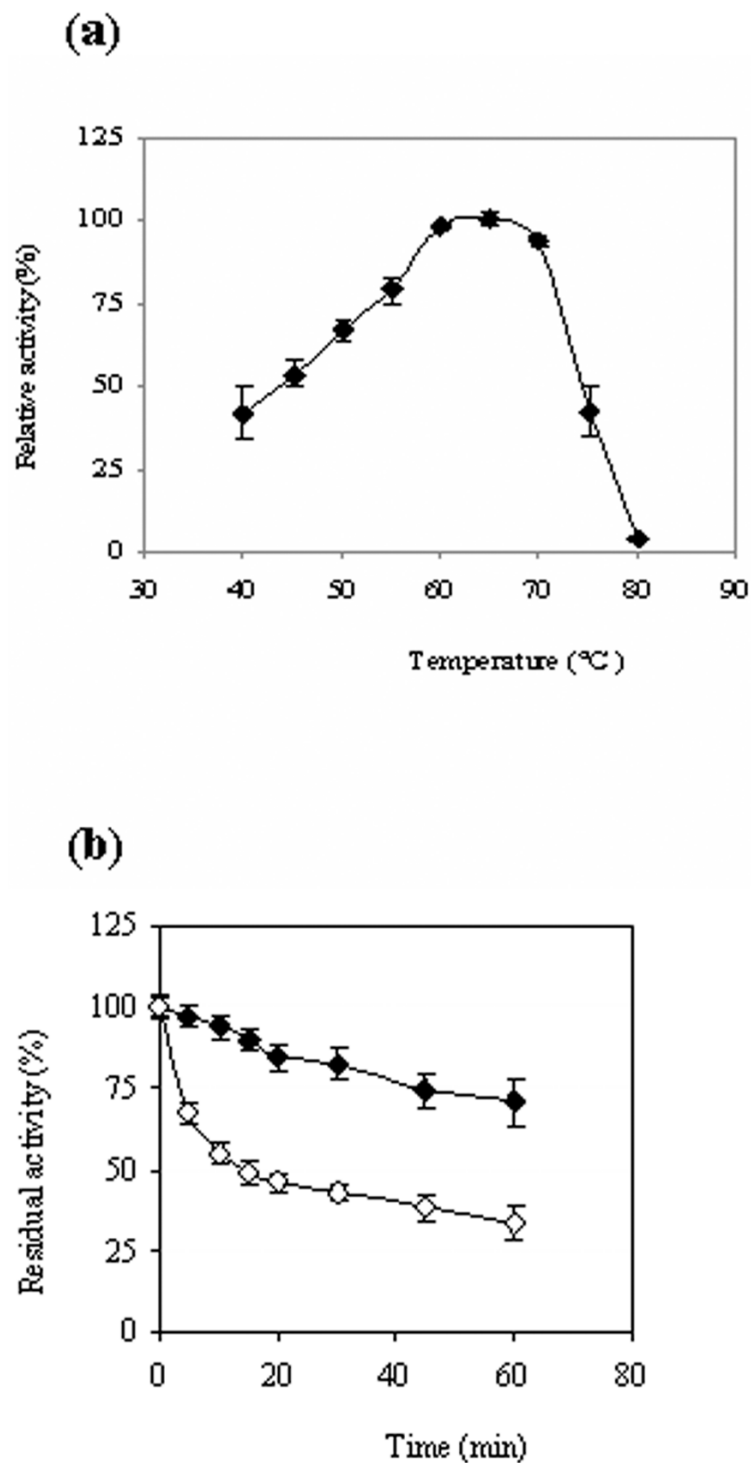 (a)
125
100
75
50
25
0
Relative activity (%)
30 40 50 60 70 80 90
Temperature (°C)
(b)
125
100
75
50
25
0
Residual activity (%)
0 20 40 60 80
Time (min)